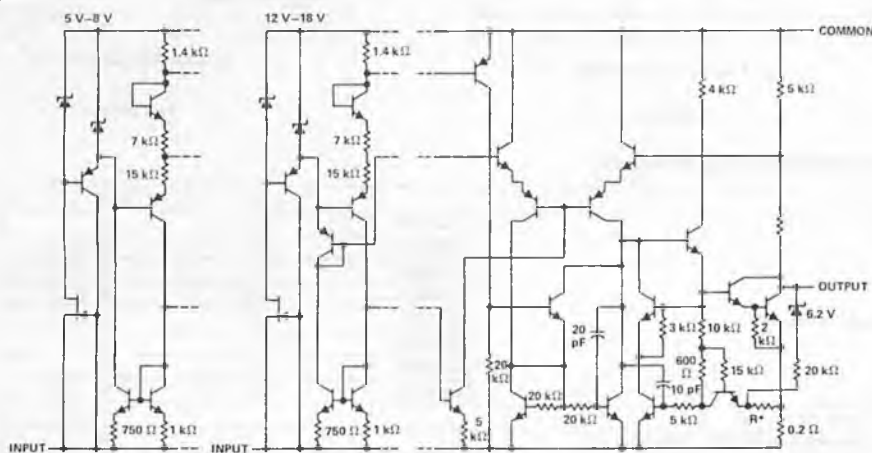 5 V–8 V
12 V–18 V
COMMON
1.4 kΩ
1.4 kΩ
4 kΩ
5 kΩ
7 kΩ
7 kΩ
15 kΩ
15 kΩ
OUTPUT
6.2 V
20 pF
3 kΩ
10 kΩ
2 kΩ
20 kΩ
600 Ω
15 kΩ
20 kΩ
10 pF
20 kΩ
20 kΩ
5 kΩ
R*
750 Ω
1 kΩ
750 Ω
1 kΩ
5 kΩ
0.2 Ω
INPUT
INPUT